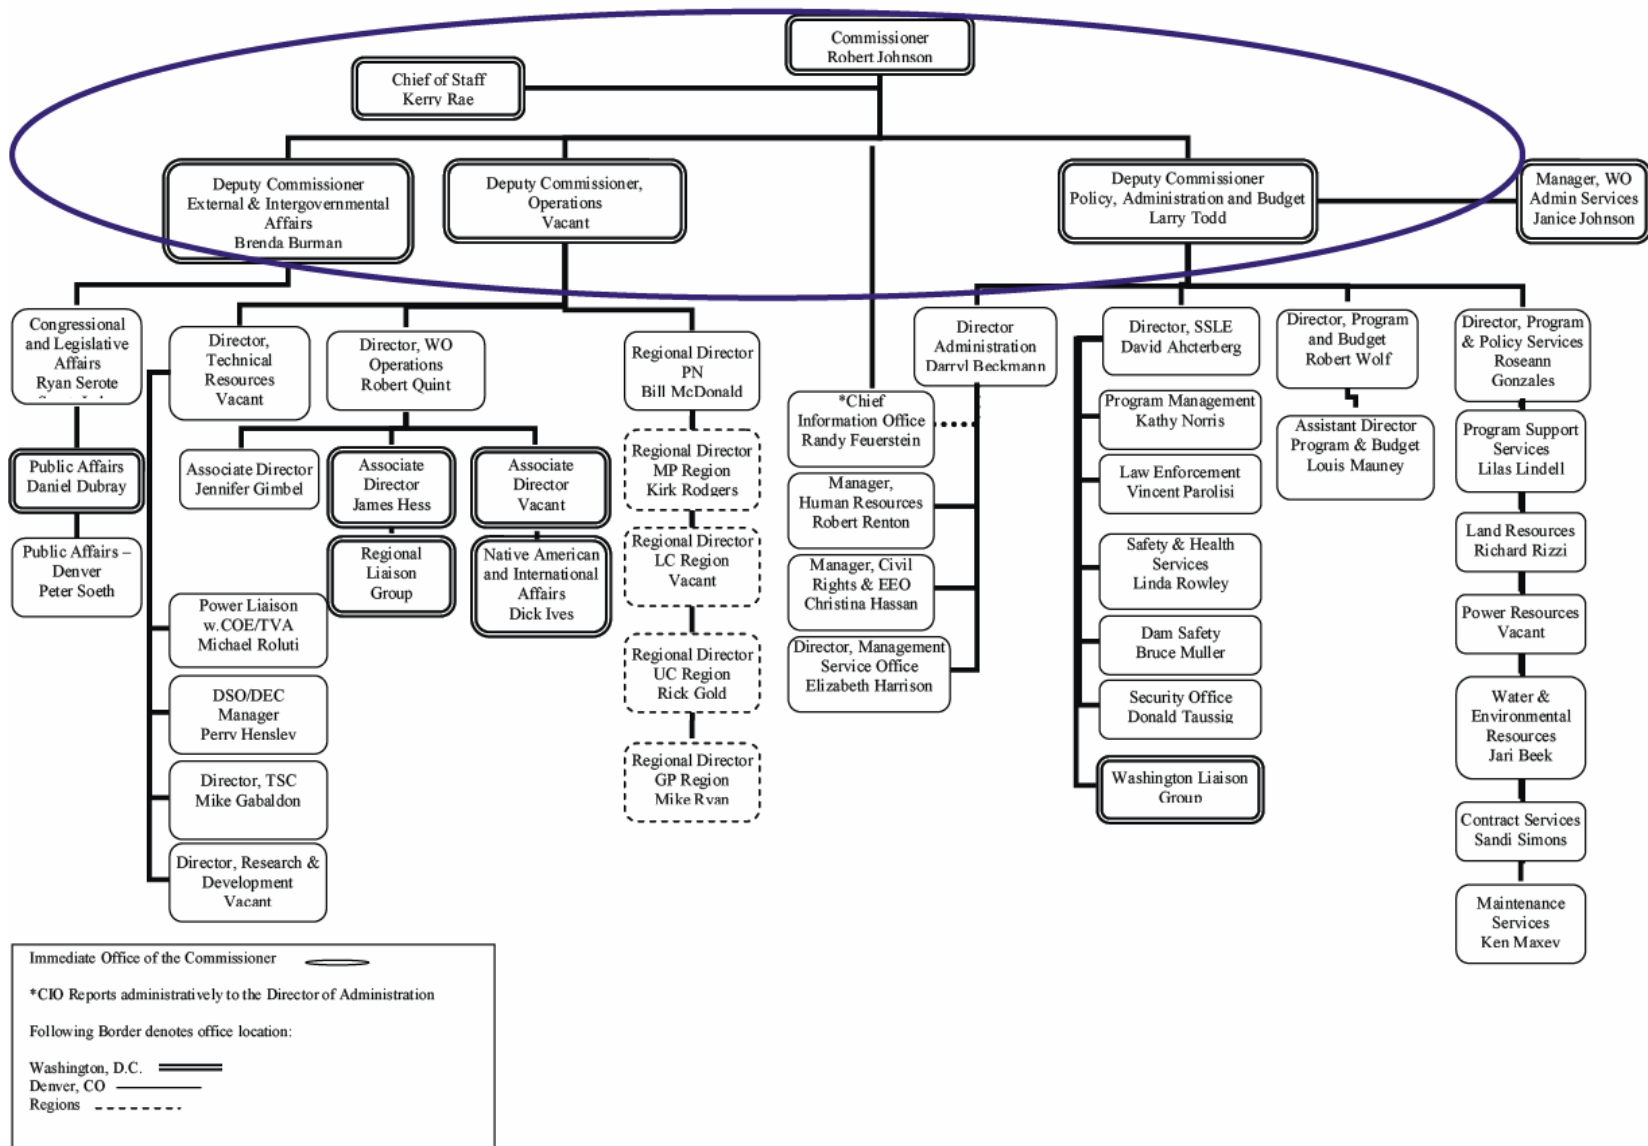 Commissioner
Robert Johnson
Chief of Staff
Kerry Rae
Deputy Commissioner
External & Intergovernmental
Affairs
Brenda Burman
Deputy Commissioner,
Operations
Vacant
Deputy Commissioner
Policy, Administration and Budget
Larry Todd
Manager, WO
Admin Services
Janice Johnson
Congressional
and Legislative
Affairs
Ryan Serote
Public Affairs
Daniel Dubray
Public Affairs –
Denver
Peter Soeth
Director,
Technical
Resources
Vacant
Power Liaison
w.COE/TVA
Michael Roluti
DSO/DEC
Manager
Perry Hensley
Director, TSC
Mike Gabaldon
Director, Research &
Development
Vacant
Director, WO
Operations
Robert Quint
Associate Director
Jennifer Gimbel
Associate
Director
James Hess
Regional
Liaison
Group
Associate
Director
Vacant
Native American
and International
Affairs
Dick Ives
Regional Director
PN
Bill McDonald
Regional Director
MP Region
Kirk Rodgers
Regional Director
LC Region
Vacant
Regional Director
UC Region
Rick Gold
Regional Director
GP Region
Mike Ryan
Director
Administration
Darryl Beckmann
*Chief
Information Office
Randy Feuerstein
Manager,
Human Resources
Robert Renton
Manager, Civil
Rights & EEO
Christina Hassan
Director, Management
Service Office
Elizabeth Harrison
Director, SSLE
David Ahcterberg
Program Management
Kathy Norris
Law Enforcement
Vincent Parolisi
Safety & Health
Services
Linda Rowley
Dam Safety
Bruce Muller
Security Office
Donald Taussig
Washington Liaison
Group
Director, Program
and Budget
Robert Wolf
Assistant Director
Program & Budget
Louis Mauney
Director, Program
& Policy Services
Roseann
Gonzales
Program Support
Services
Lilas Lindell
Land Resources
Richard Rizzi
Power Resources
Vacant
Water &
Environmental
Resources
Jari Beek
Contract Services
Sandi Simons
Maintenance
Services
Ken Maxey
Immediate Office of the Commissioner
*CIO Reports administratively to the Director of Administration
Following Border denotes office location:
Washington, D.C.
Denver, CO
Regions